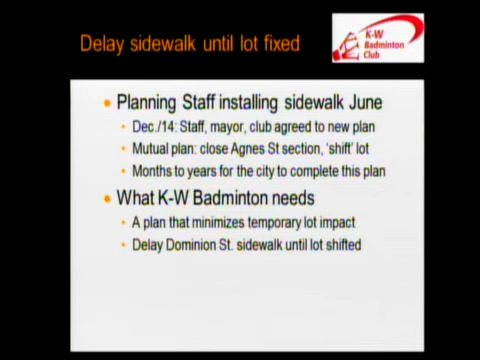 Delay sidewalk until lot fixed
K-W
Badminton
Club
Planning Staff installing sidewalk June
Dec./14: Staff, mayor, club agreed to new plan
Mutual plan: close Agnes St section, 'shift' lot
Months to years for the city to complete this plan
What K-W Badminton needs
A plan that minimizes temporary lot impact
Delay Dominion St. sidewalk until lot shifted